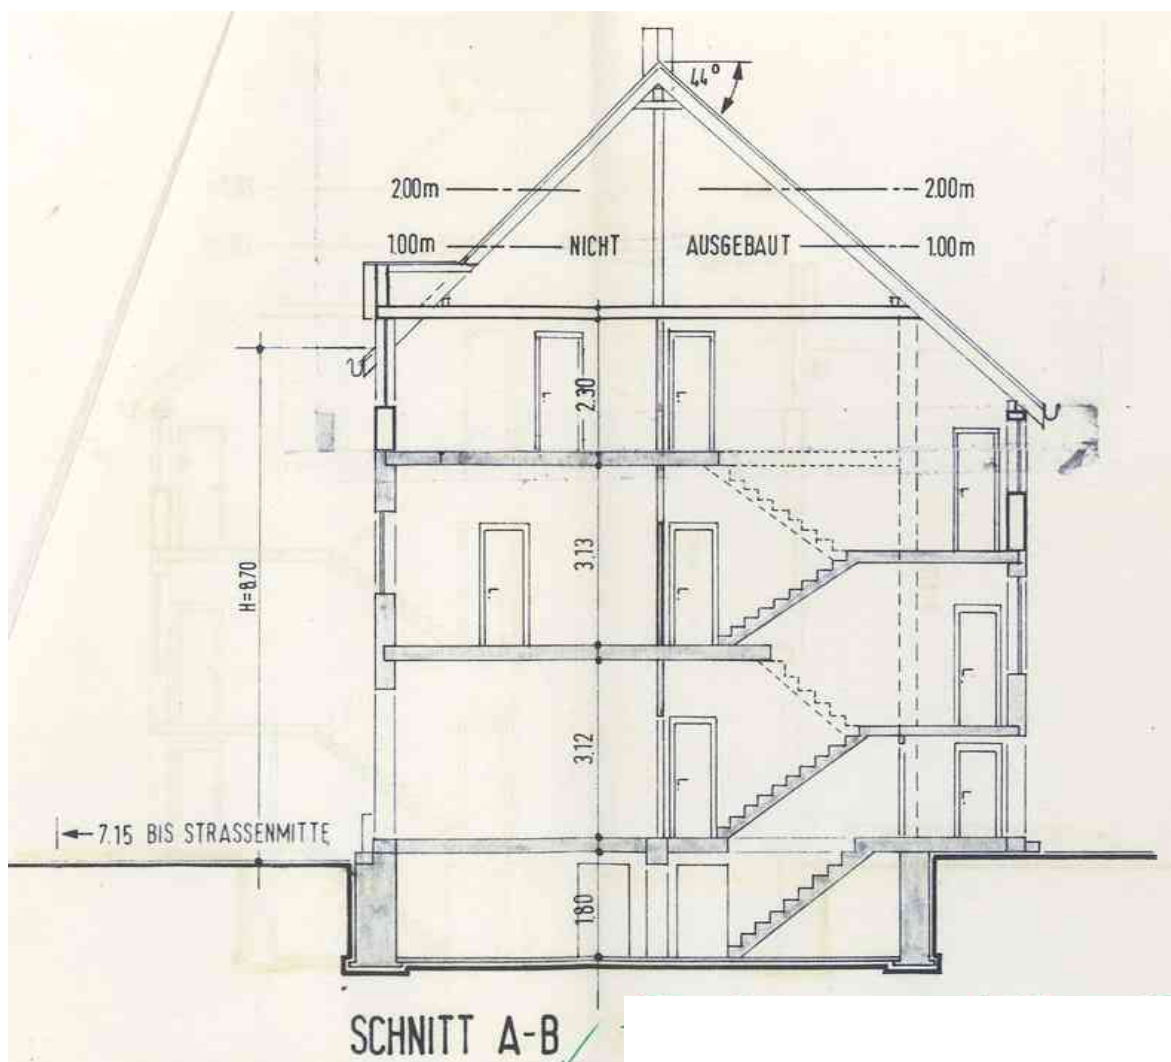 44°
2.00m 2.00m
1.00m NICHT AUSGEBAUT 1.00m
2.30
H=8.70
3.13
3.12
7.15 BIS STRASSENMITTE
1.80
SCHNITT A-B